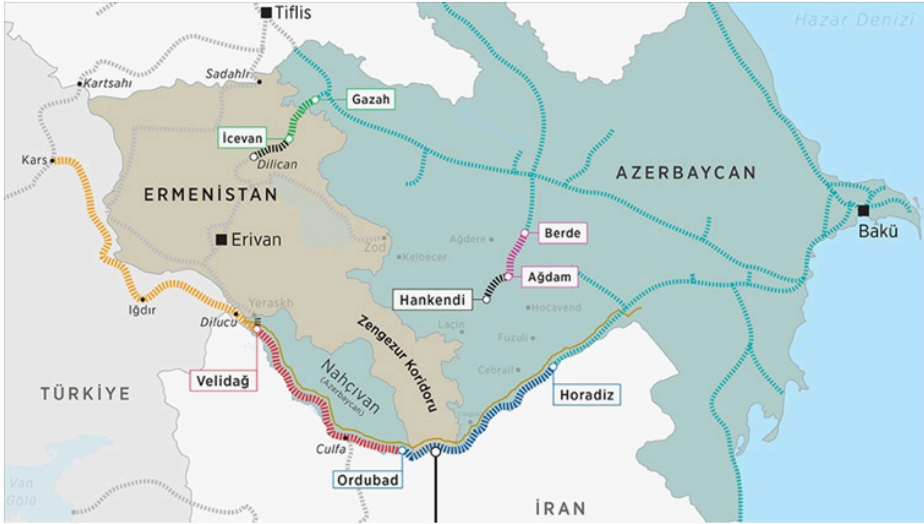 Hazar Denizi
Tiflis
Kartsahı
Sadahlı
Gazah
İcevan
Dilican
Kars
AZERBAYCAN
ERMENİSTAN
Bakü
Erivan
Zod
Ağdere
Berde
Kelbecer
Ağdam
Hankendi
Iğdır
Yeraskh
Dilucu
Hocavend
Laçin
Fuzuli
Zengezur Koridoru
Velidağ
Nahçıvan
(Azerbaycan)
Cebrail
Horadiz
TÜRKİYE
Culfa
Ordubad
Van
Gölü
İRAN